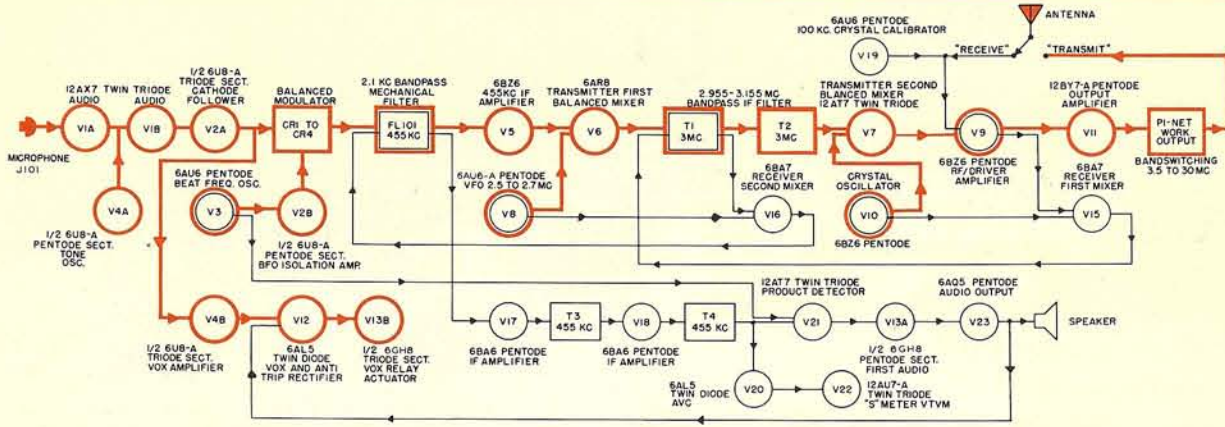 6AU6 PENTODE
100 KC. CRYSTAL CALIBRATOR
V19
ANTENNA
"RECEIVE"
"TRANSMIT"
12AX7 TWIN TRIODE
AUDIO
AUDIO
1/2 6U8-A
TRIODE SECT.
CATHODE
FOLLOWER
BALANCED
MODULATOR
2.1 KC BANDPASS
MECHANICAL
FILTER
6BZ6
455KC IF
AMPLIFIER
6AR8
TRANSMITTER FIRST
BALANCED MIXER
2.955-3.155 MC
BANDPASS IF FILTER
TRANSMITTER SECOND
BLANCED MIXER
12AT7 TWIN TRIODE
12BY7-A PENTODE
OUTPUT
AMPLIFIER
MICROPHONE
J101
V1A
V1B
V2A
CR1 TO
CR4
FL101
455KC
V5
V6
T1
3MC
T2
3MC
V7
V9
V11
PI-NET
WORK
OUTPUT
BANDSWITCHING
3.5 TO 30 MC
6BZ6 PENTODE
RF/DRIVER AMPLIFIER
6BA7
RECEIVER
FIRST MIXER
6U6 PENTODE
BEAT FREQ. OSC.
6AU6-A PENTODE
VFO 2.5 TO 2.7 MC
6BA7
RECEIVER
SECOND MIXER
CRYSTAL
OSCILLATOR
V4A
V3
V2B
V8
V16
V10
V15
6BZ6 PENTODE
1/2 6U8-A
PENTODE SECT.
TONE
OSC.
1/2 6U8-A
PENTODE SECT.
BFO ISOLATION AMP.
12AT7 TWIN TRIODE
PRODUCT DETECTOR
6AQ5 PENTODE
AUDIO OUTPUT
V4B
V12
V13B
V17
T3
455 KC
V18
T4
455 KC
V21
V13A
V23
SPEAKER
1/2 6U8-A
TRIODE SECT.
VOX AMPLIFIER
6AL5
TWIN DIODE
VOX AND ANTI
TRIP RECTIFIER
1/2 6GH8
TRIODE SECT.
VOX RELAY
ACTUATOR
6BA6 PENTODE
IF AMPLIFIER
6BA6 PENTODE
IF AMPLIFIER
1/2 6GH8
PENTODE SECT.
FIRST AUDIO
6AL5
TWIN DIODE
AVC
V20
V22
12AU7-A
TWIN TRIODE
"S" METER VTVM